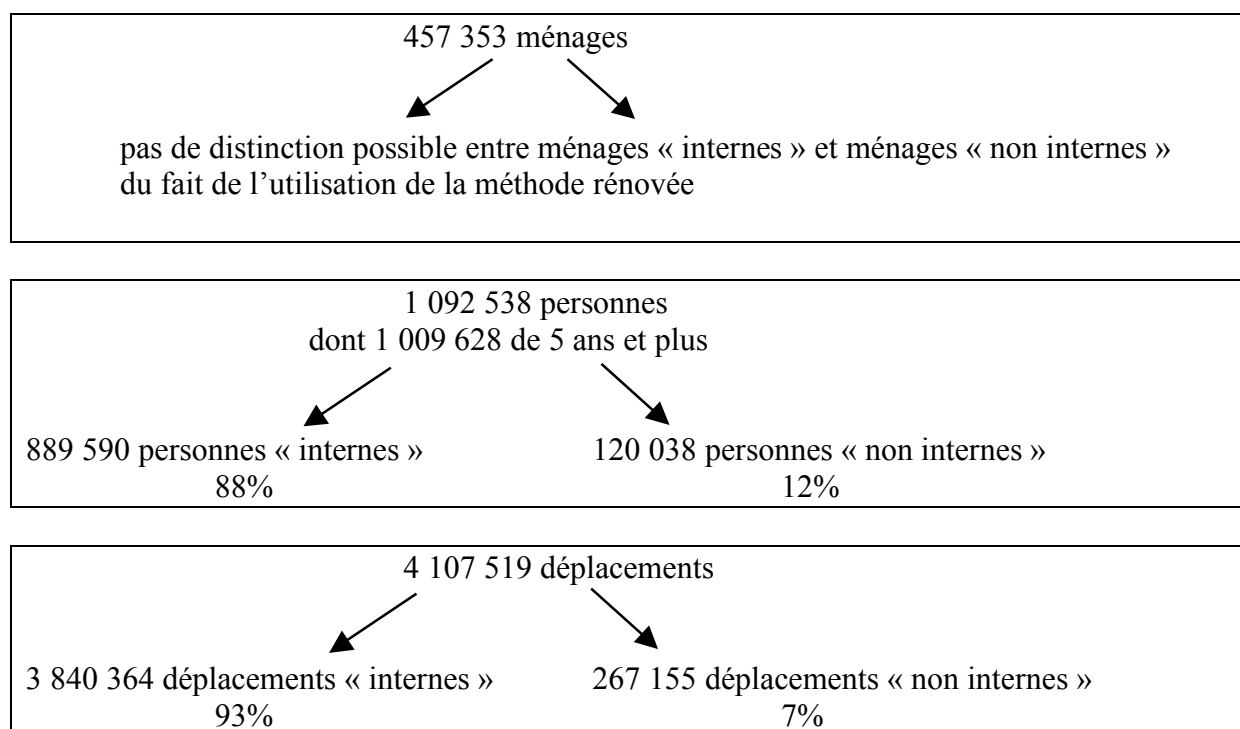 457 353 ménages
pas de distinction possible entre ménages « internes » et ménages « non internes »
du fait de l’utilisation de la méthode rénovée
1 092 538 personnes
dont 1 009 628 de 5 ans et plus
889 590 personnes « internes » 120 038 personnes « non internes »
88% 12%
4 107 519 déplacements
3 840 364 déplacements « internes » 267 155 déplacements « non internes »
93% 7%